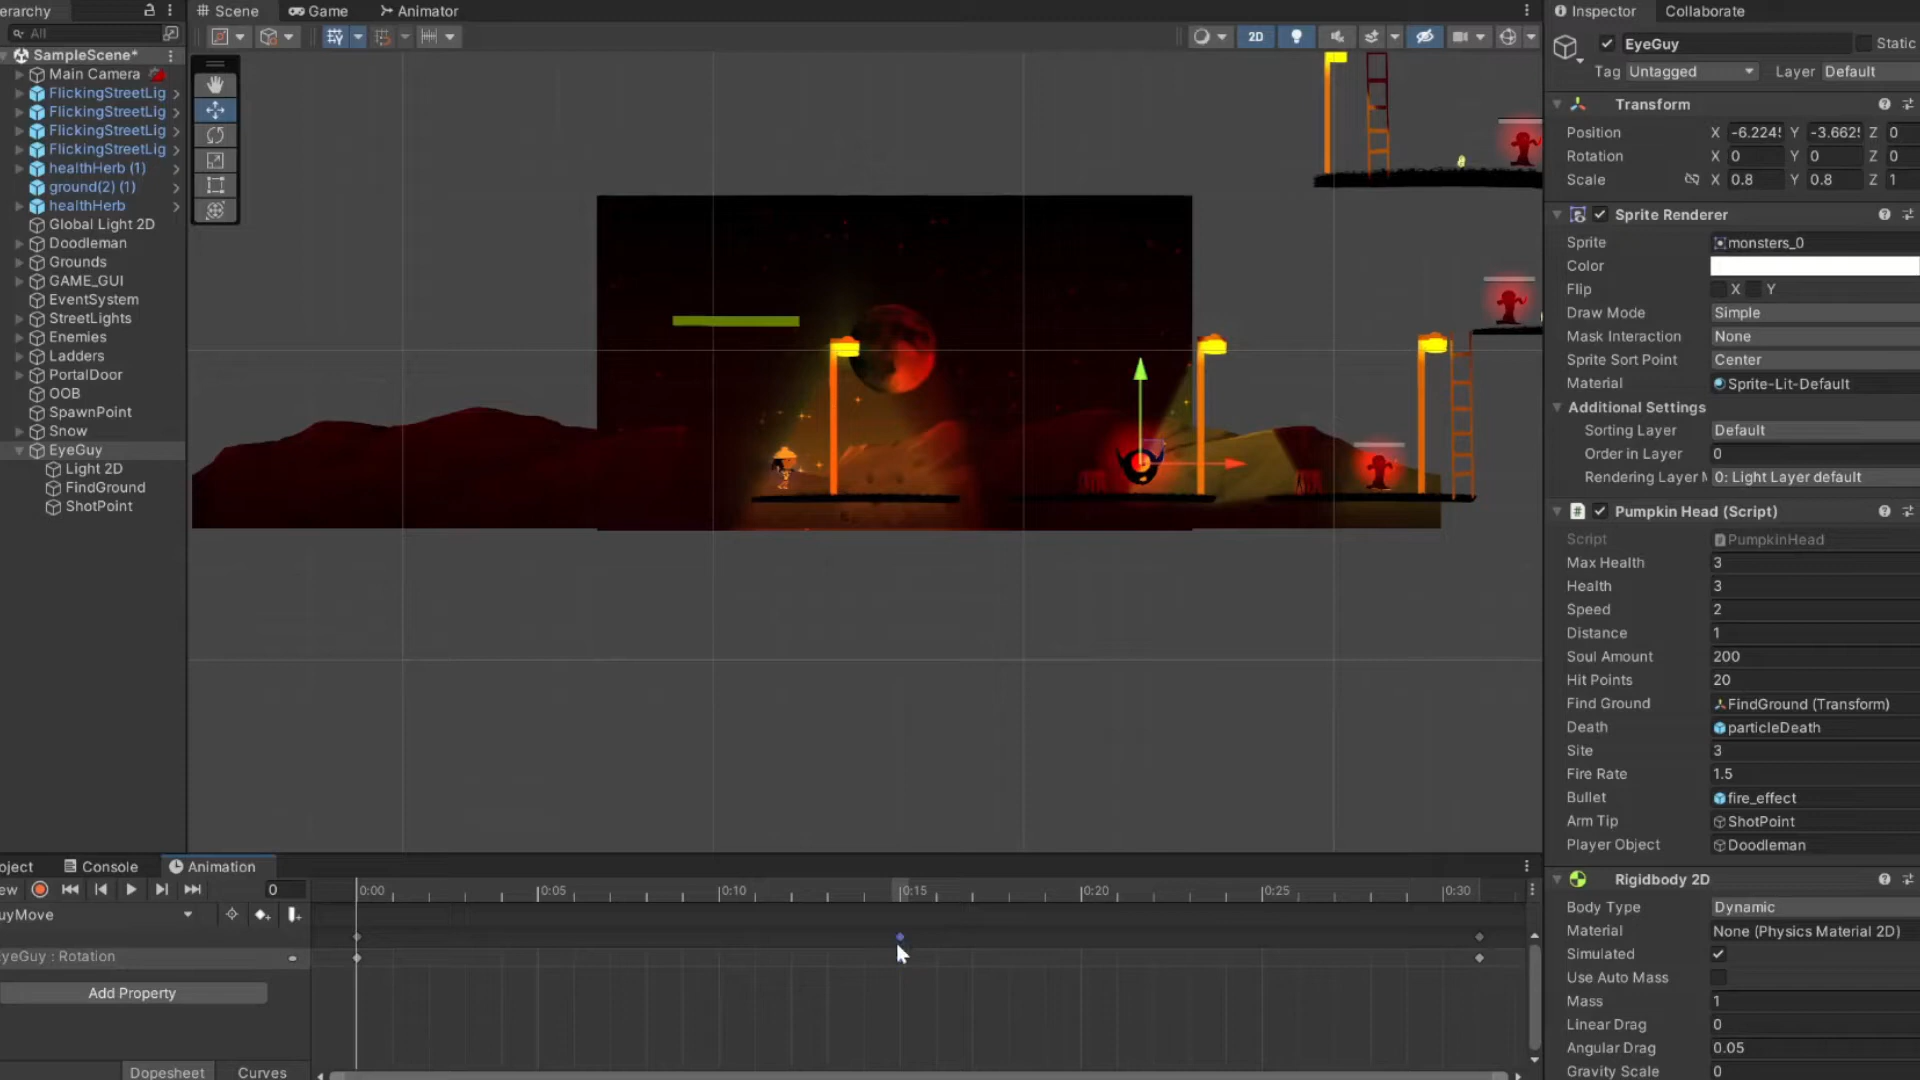 erarchy
Scene
Game
Animator
Inspector
Collaborate
All
2D
SampleScene*
Main Camera
FlickingStreetLig
FlickingStreetLig
FlickingStreetLig
FlickingStreetLig
healthHerb (1)
ground(2) (1)
healthHerb
Global Light 2D
Doodleman
Grounds
GAME_GUI
EventSystem
StreetLights
Enemies
Ladders
PortalDoor
OOB
SpawnPoint
Snow
EyeGuy
Light 2D
FindGround
ShotPoint
EyeGuy
Static
Tag Untagged
Layer Default
Transform
Position X -6.224 Y -3.662 Z 0
Rotation X 0 Y 0 Z 0
Scale X 0.8 Y 0.8 Z 1
Sprite Renderer
Sprite monsters_0
Color
Flip X Y
Draw Mode Simple
Mask Interaction None
Sprite Sort Point Center
Material Sprite-Lit-Default
Additional Settings
Sorting Layer Default
Order in Layer 0
Rendering Layer M 0: Light Layer default
Pumpkin Head (Script)
Script PumpkinHead
Max Health 3
Health 3
Speed 2
Distance 1
Soul Amount 200
Hit Points 20
Find Ground FindGround (Transform)
Death particleDeath
Site 3
Fire Rate 1.5
Bullet fire_effect
Arm Tip ShotPoint
Player Object Doodleman
Rigidbody 2D
Body Type Dynamic
Material None (Physics Material 2D)
Simulated
Use Auto Mass
Mass 1
Linear Drag 0
Angular Drag 0.05
Gravity Scale 0
oject
Console
Animation
ew
0
0:00
0:05
0:10
0:15
0:20
0:25
0:30
uyMove
yeGuy : Rotation
Add Property
Dopesheet
Curves